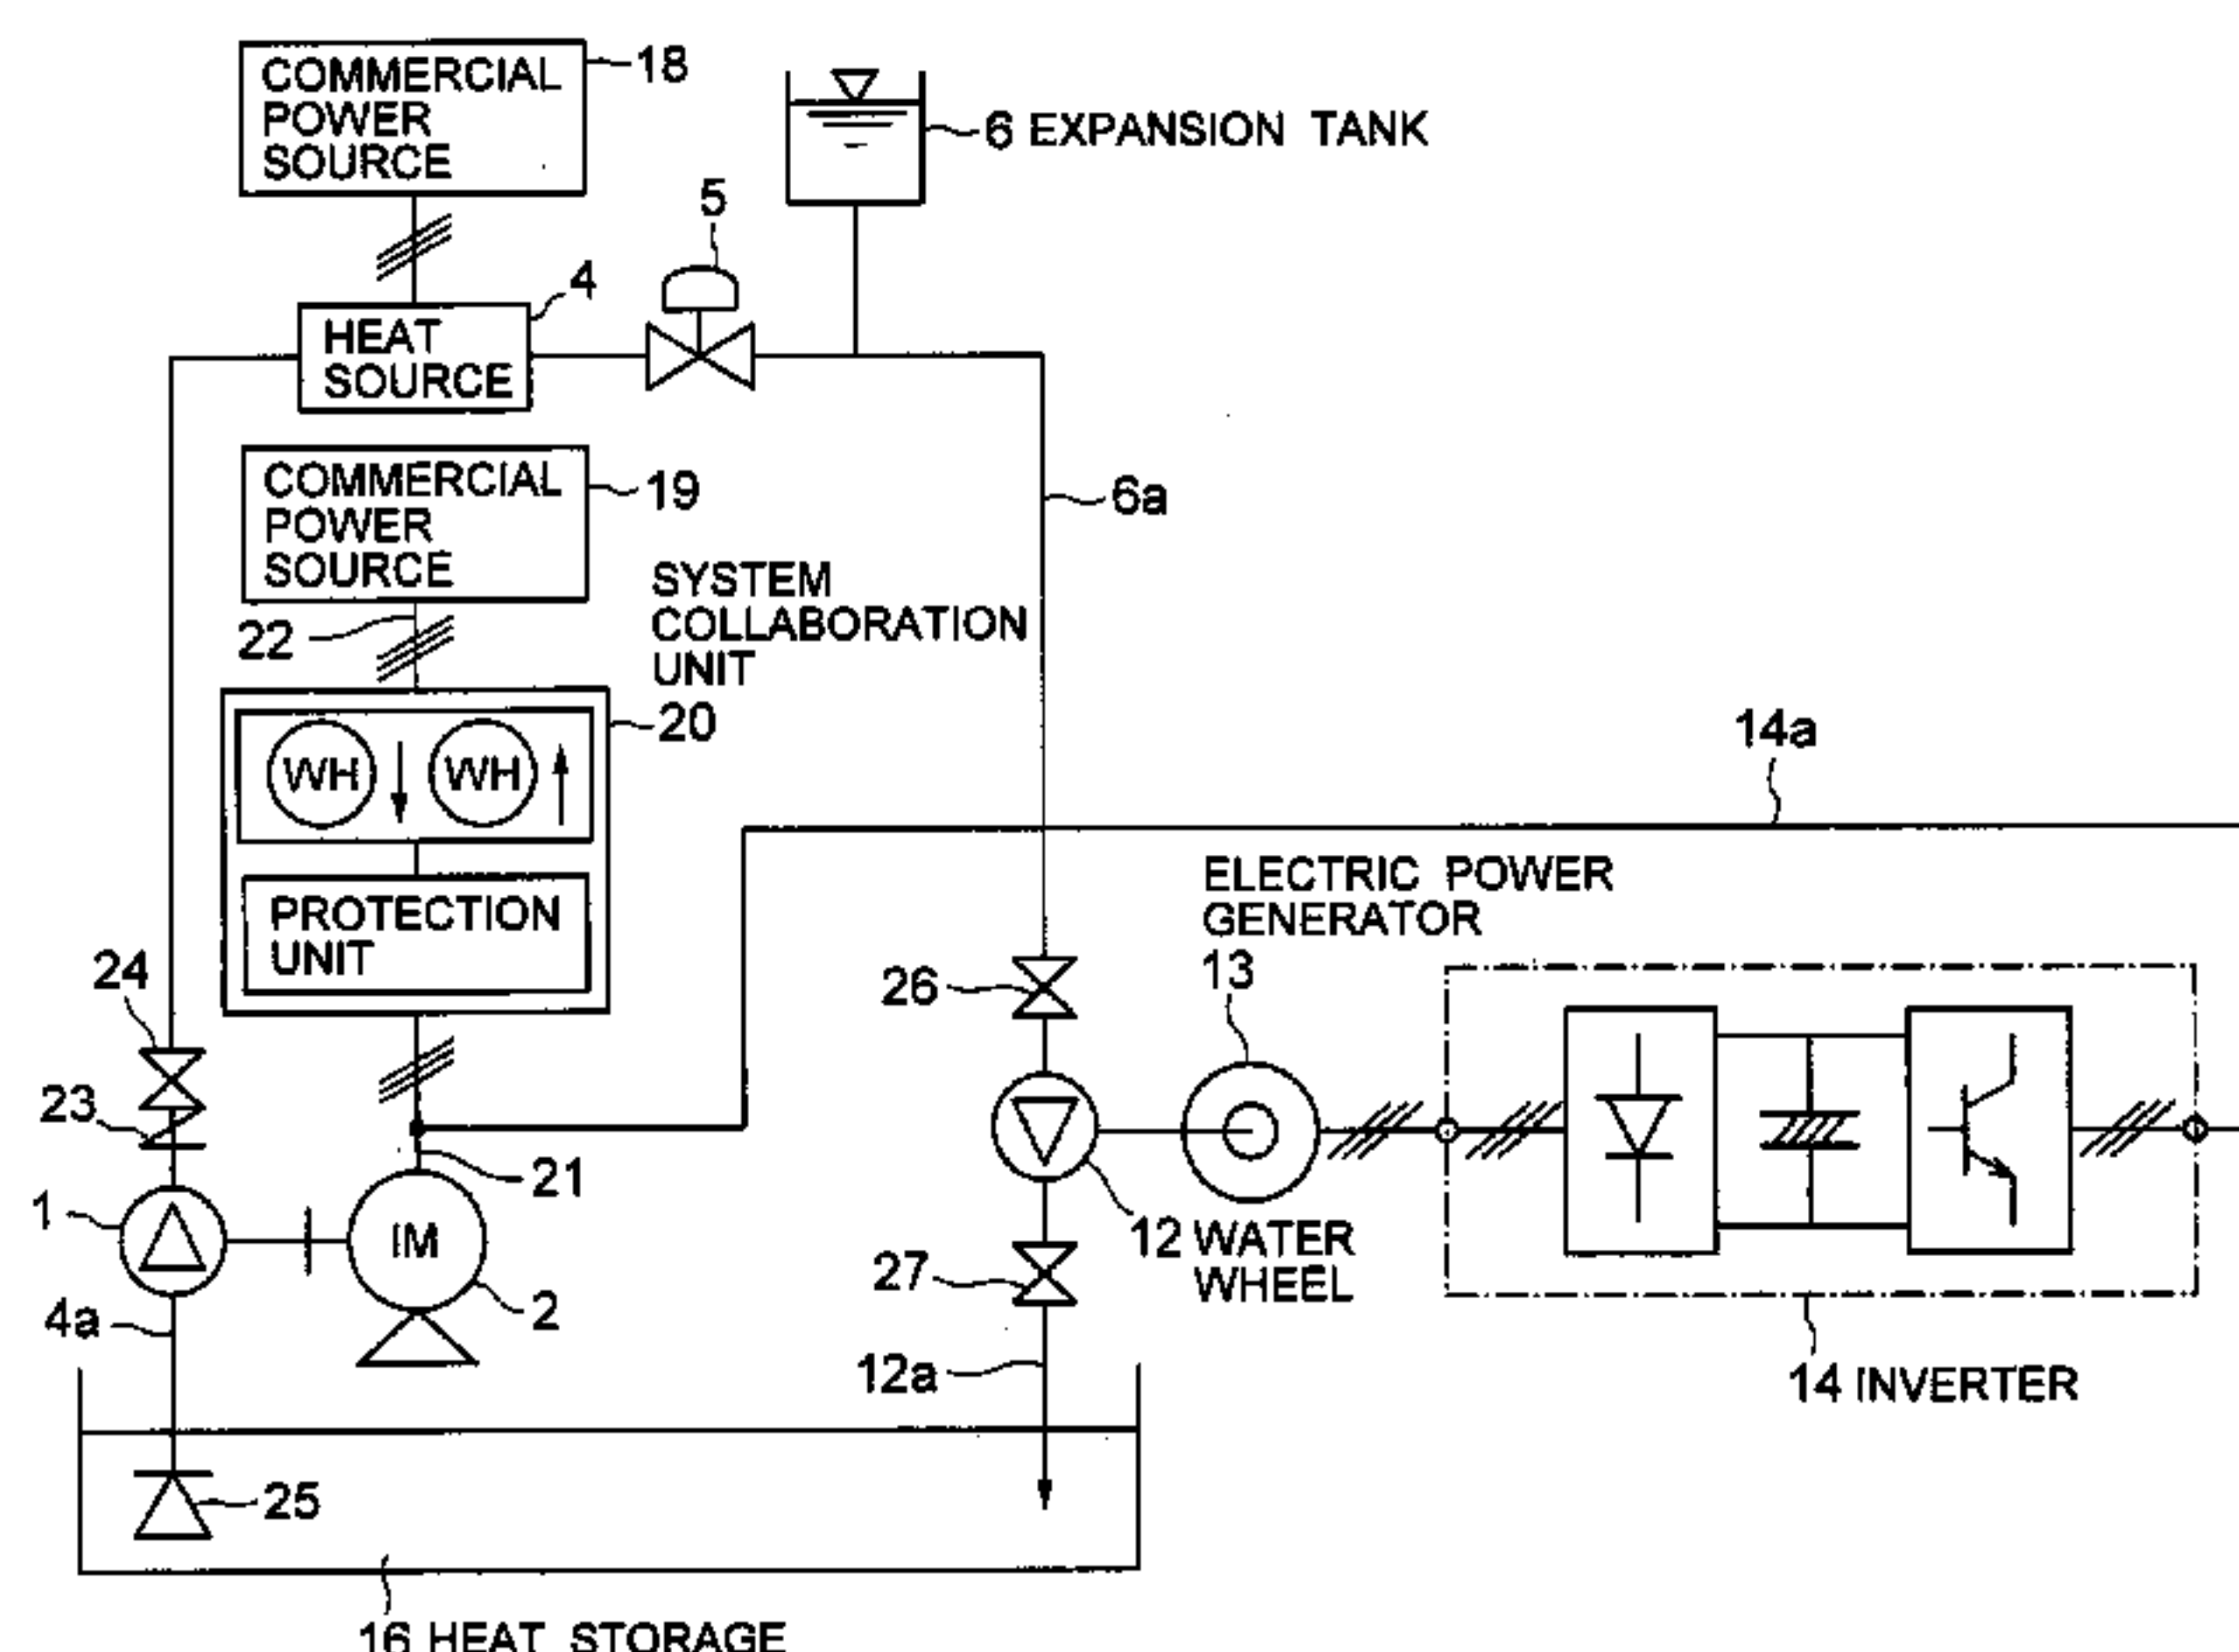 COMMERCIAL
POWER
SOURCE
18
6 EXPANSION TANK
5
4
HEAT
SOURCE
COMMERCIAL
POWER
SOURCE
19
6a
22
SYSTEM
COLLABORATION
UNIT
20
WH WH
14a
PROTECTION
UNIT
ELECTRIC POWER
GENERATOR
13
24
26
23
21
1
IM
2
12 WATER
WHEEL
27
4a
12a
14 INVERTER
25
16 HEAT STORAGE